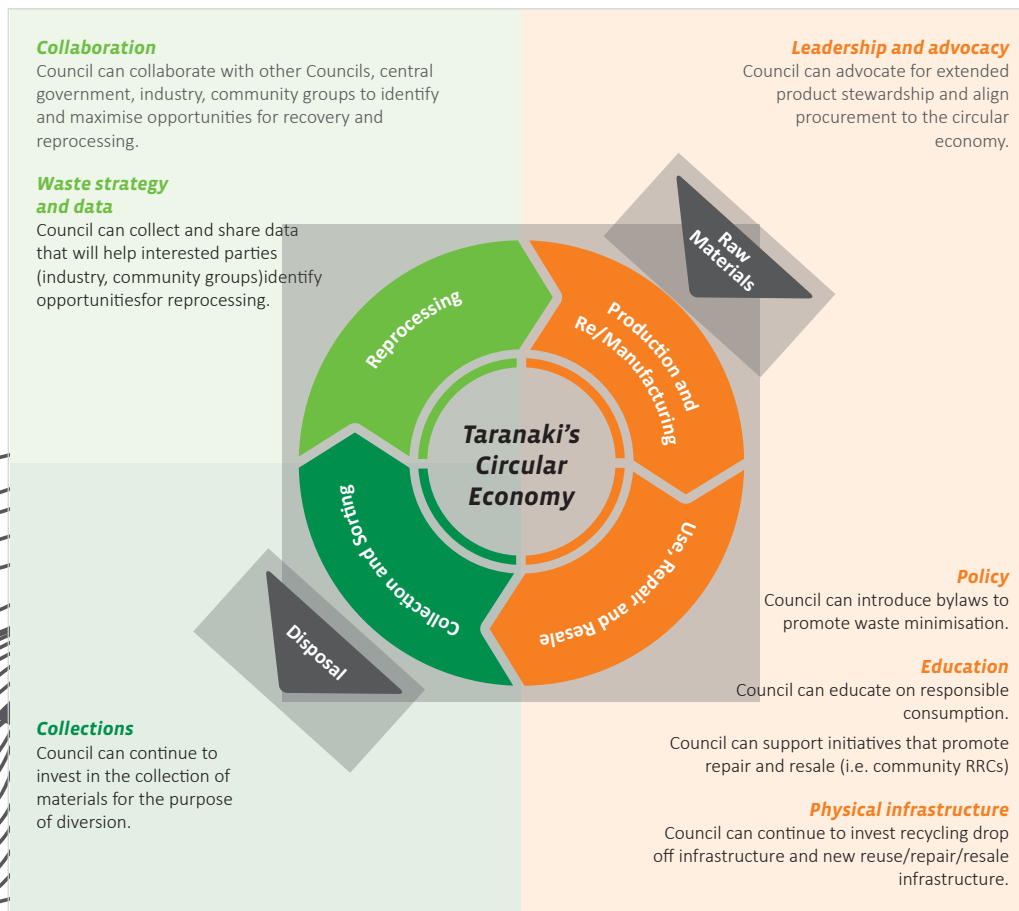 Collaboration
Council can collaborate with other Councils, central
government, industry, community groups to identify
and maximise opportunities for recovery and
reprocessing.
Waste strategy
and data
Council can collect and share data
that will help interested parties
(industry, community groups)identify
opportunitiesfor reprocessing.
Leadership and advocacy
Council can advocate for extended
product stewardship and align
procurement to the circular
economy.
Raw
Materials
Reprocessing
Production and
Re/Manufacturing
Taranaki's
Circular
Economy
Collection and Sorting
Use, Repair and Resale
Disposal
Collections
Council can continue to
invest in the collection of
materials for the purpose
of diversion.
Policy
Council can introduce bylaws to
promote waste minimisation.
Education
Council can educate on responsible
consumption.
Council can support initiatives that promote
repair and resale (i.e. community RRCs)
Physical infrastructure
Council can continue to invest recycling drop
off infrastructure and new reuse/repair/resale
infrastructure.